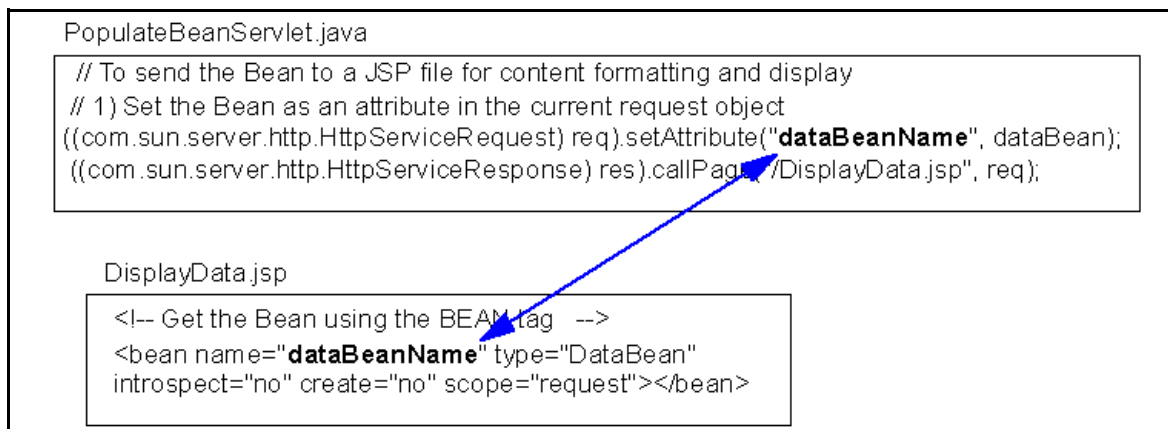 PopulateBeanServlet.java
// To send the Bean to a JSP file for content formatting and display
// 1) Set the Bean as an attribute in the current request object
((com.sun.server.http.HttpServiceRequest) req).setAttribute("dataBeanName", dataBean);
((com.sun.server.http.HttpServiceResponse) res).callPage("/DisplayData.jsp", req);
DisplayData.jsp
<!-- Get the Bean using the BEAN tag -->
<bean name="dataBeanName" type="DataBean"
introspect="no" create="no" scope="request"></bean>